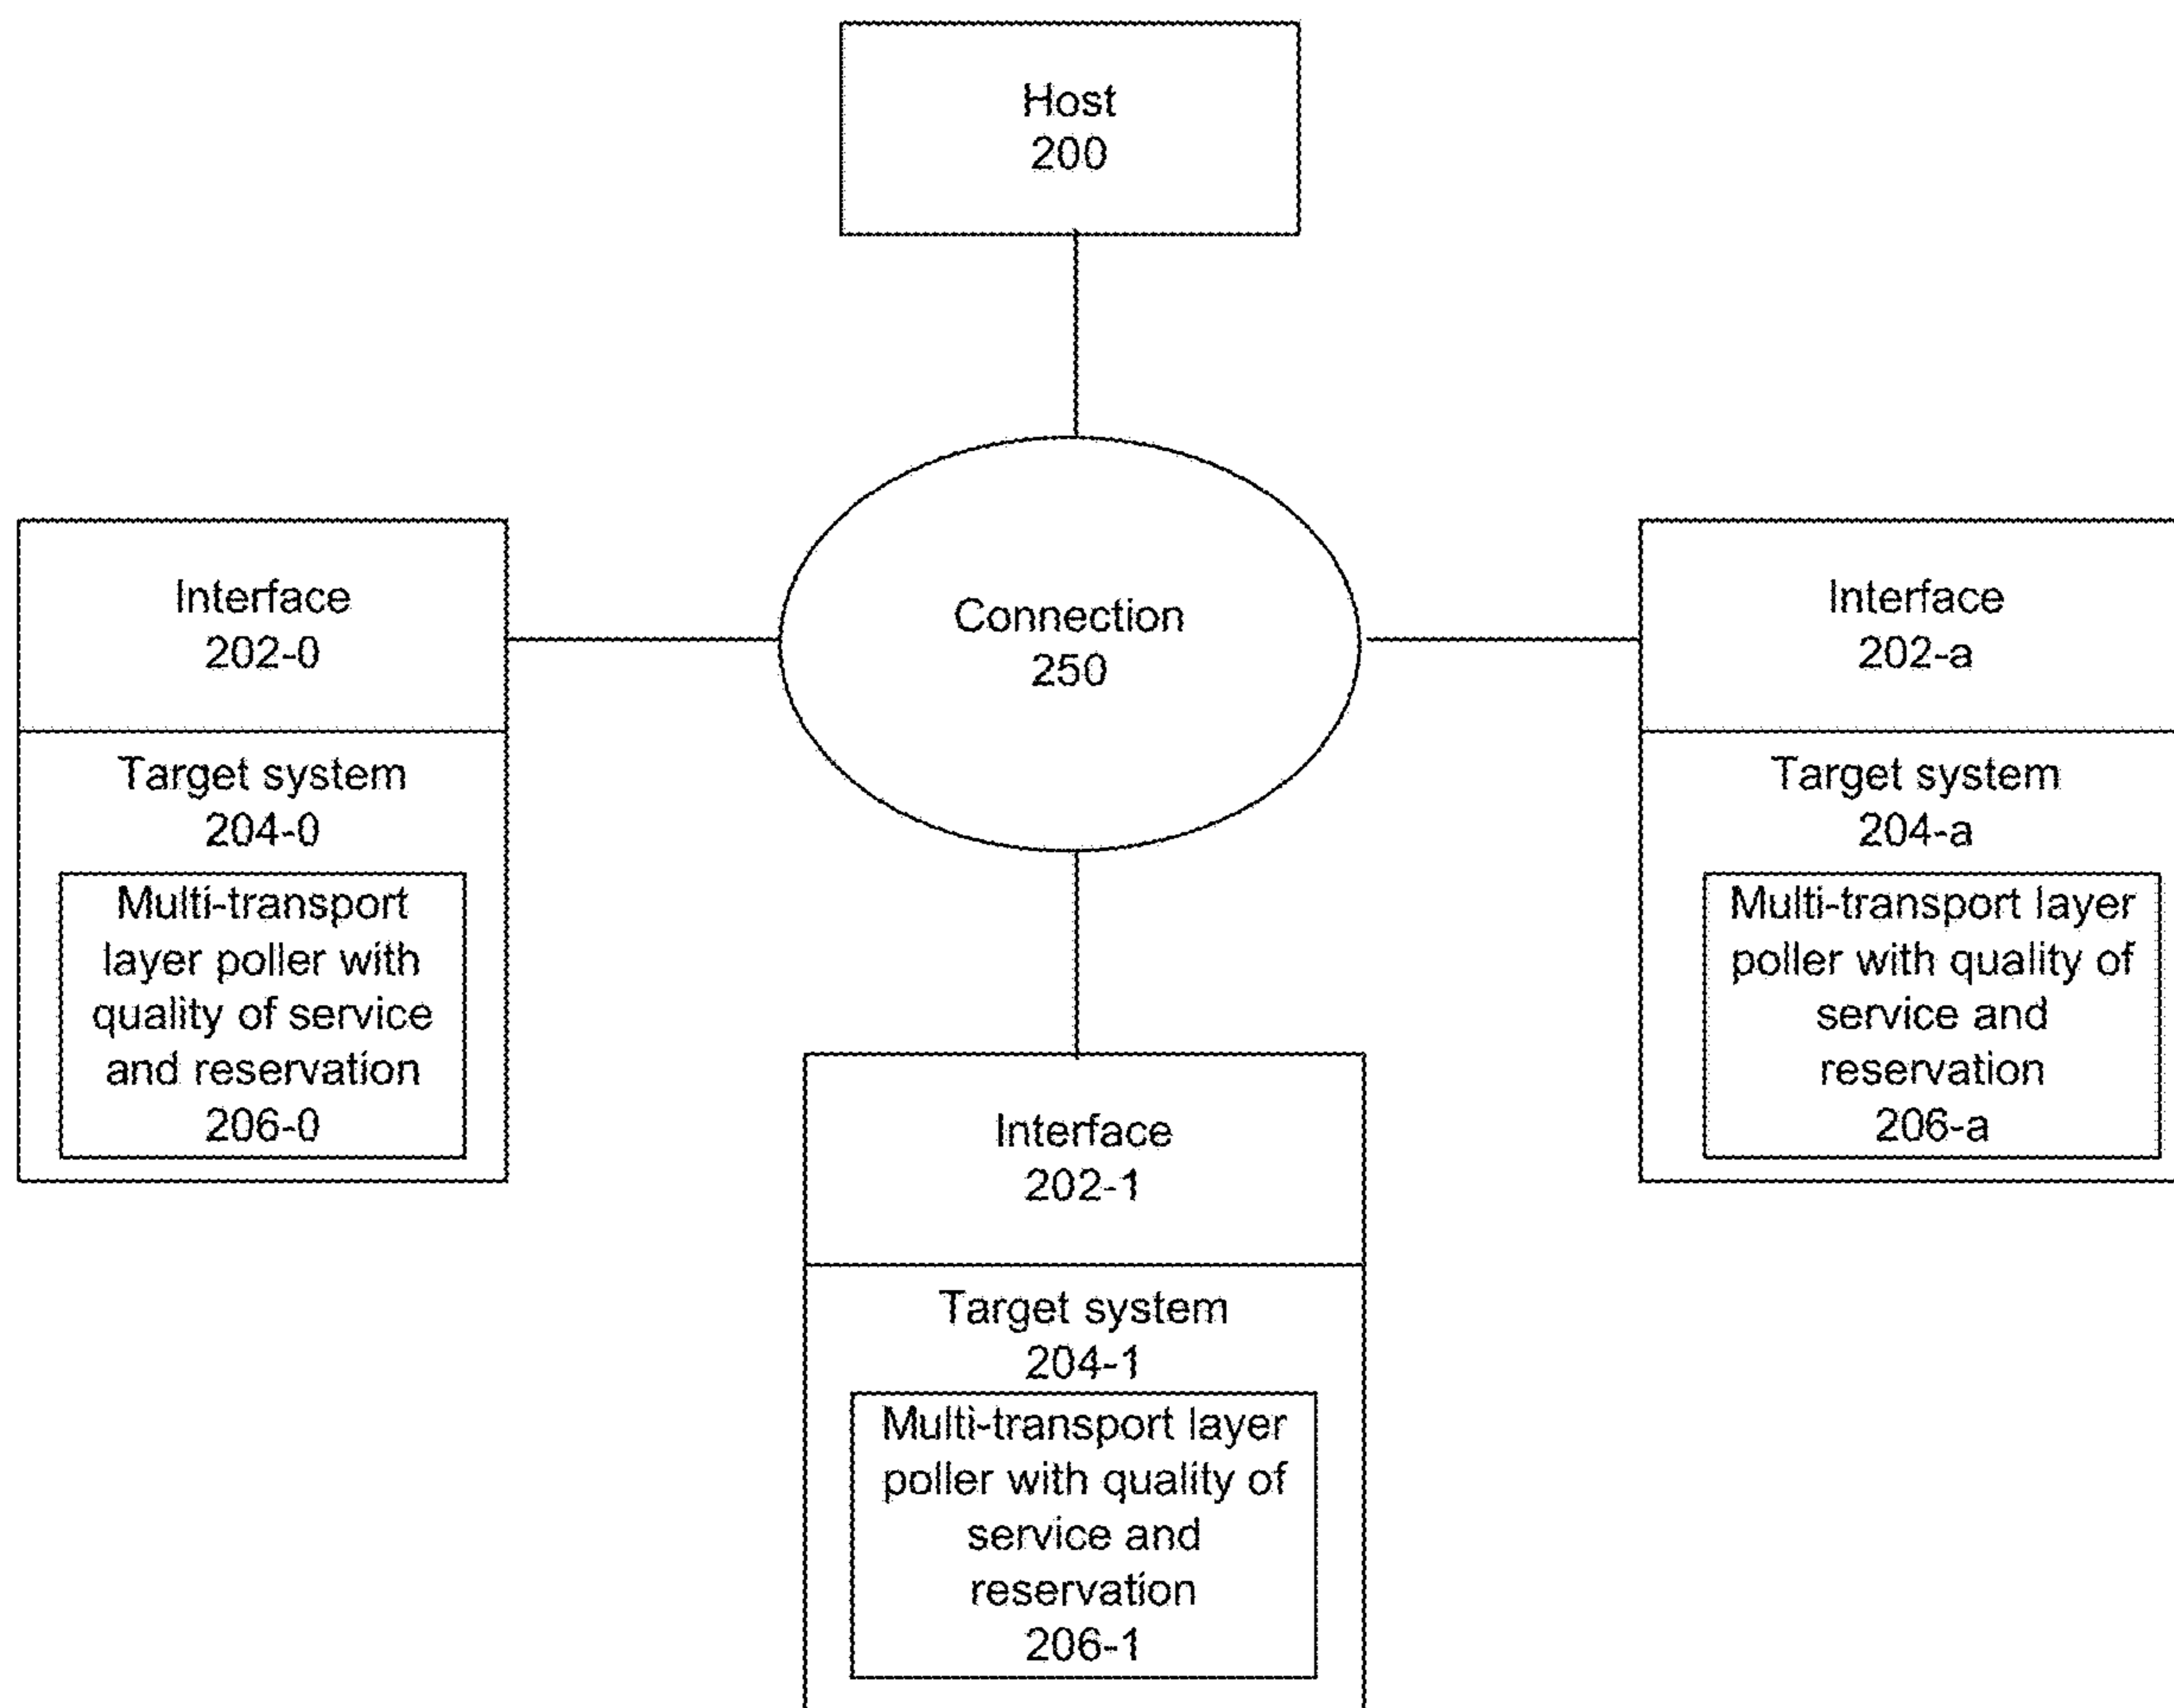 Host
200
Connection
250
Interface
202-0
Target system
204-0
Multi-transport
layer poller with
quality of service
and reservation
206-0
Interface
202-1
Target system
204-1
Multi-transport layer
poller with quality of
service and
reservation
206-1
Interface
202-a
Target system
204-a
Multi-transport layer
poller with quality of
service and
reservation
206-a